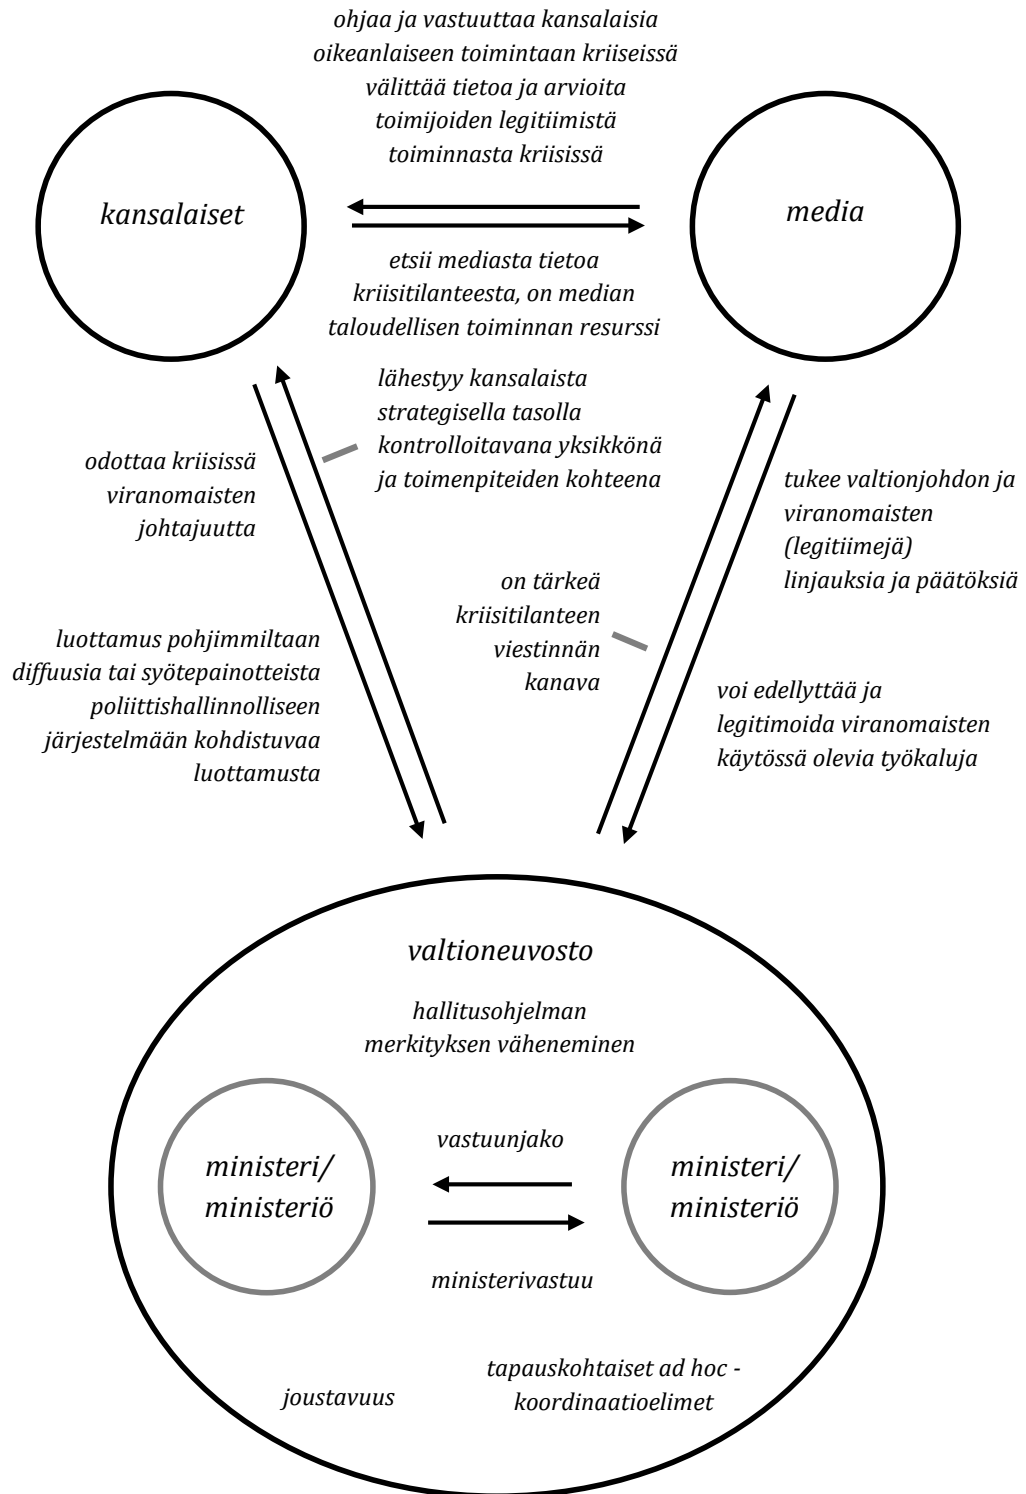 ohjaa ja vastuuttaa kansalaisia
oikeanlaiseen toimintaan kriiseissä
välittää tietoa ja arvioita
toimijoiden legitiimistä
toiminnasta kriisissä
kansalaiset
media
etsii mediasta tietoa
kriisitilanteesta, on median
taloudellisen toiminnan resurssi
lähestyy kansalaista
strategisella tasolla
kontrolloitavana yksikkönä
ja toimenpiteiden kohteena
odottaa kriisissä
viranomaisten
johtajuutta
tukee valtionjohdon ja
viranomaisten
(legitiimejä)
linjauksia ja päätöksiä
on tärkeä
kriisitilanteen
viestinnän
kanava
luottamus pohjimmiltaan
diffuusia tai syötepainotteista
poliittishallinnolliseen
järjestelmään kohdistuvaa
luottamusta
voi edellyttää ja
legitimoida viranomaisten
käytössä olevia työkaluja
valtioneuvosto
hallitusohjelman
merkityksen väheneminen
ministeri/
ministeriö
vastuunjako
ministerivastuu
ministeri/
ministeriö
joustavuus
tapauskohtaiset ad hoc -
koordinaatioelimet